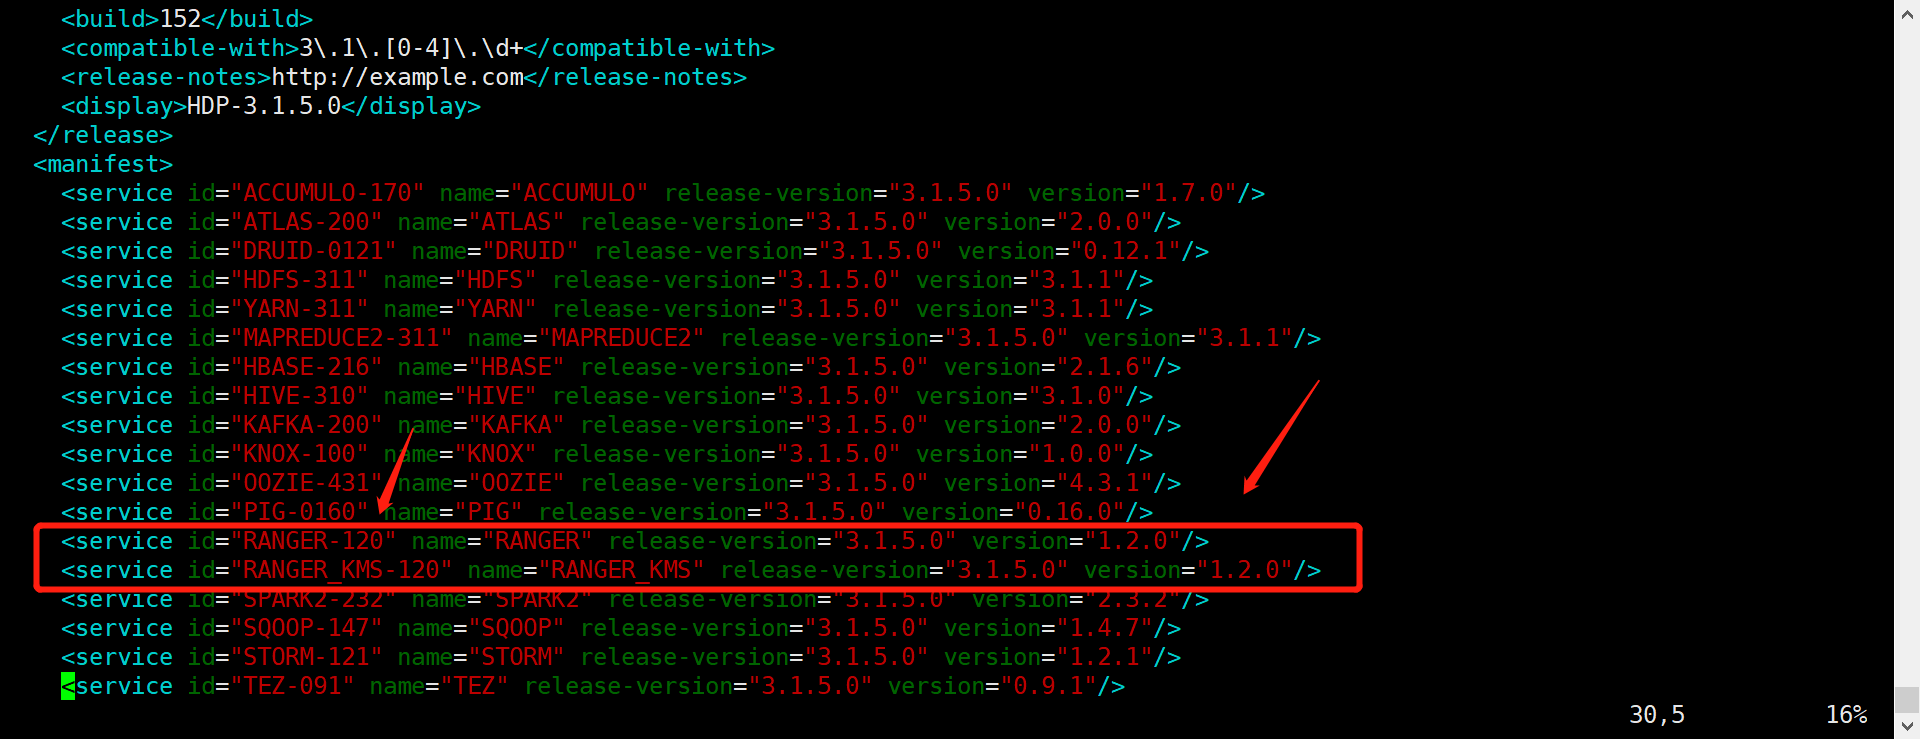 <build>152</build>
<compatible-with>3\.1\.[0-4]\.\d+</compatible-with>
<release-notes>http://example.com</release-notes>
<display>HDP-3.1.5.0</display>
</release>
<manifest>
<service id="ACCUMULO-170" name="ACCUMULO" release-version="3.1.5.0" version="1.7.0"/>
<service id="ATLAS-200" name="ATLAS" release-version="3.1.5.0" version="2.0.0"/>
<service id="DRUID-0121" name="DRUID" release-version="3.1.5.0" version="0.12.1"/>
<service id="HDFS-311" name="HDFS" release-version="3.1.5.0" version="3.1.1"/>
<service id="YARN-311" name="YARN" release-version="3.1.5.0" version="3.1.1"/>
<service id="MAPREDUCE2-311" name="MAPREDUCE2" release-version="3.1.5.0" version="3.1.1"/>
<service id="HBASE-216" name="HBASE" release-version="3.1.5.0" version="2.1.6"/>
<service id="HIVE-310" name="HIVE" release-version="3.1.5.0" version="3.1.0"/>
<service id="KAFKA-200" name="KAFKA" release-version="3.1.5.0" version="2.0.0"/>
<service id="KNOX-100" name="KNOX" release-version="3.1.5.0" version="1.0.0"/>
<service id="OOZIE-431" name="OOZIE" release-version="3.1.5.0" version="4.3.1"/>
<service id="PIG-0160" name="PIG" release-version="3.1.5.0" version="0.16.0"/>
<service id="RANGER-120" name="RANGER" release-version="3.1.5.0" version="1.2.0"/>
<service id="RANGER_KMS-120" name="RANGER_KMS" release-version="3.1.5.0" version="1.2.0"/>
<service id="SPARK2-232" name="SPARK2" release-version="3.1.5.0" version="2.3.2"/>
<service id="SQOOP-147" name="SQOOP" release-version="3.1.5.0" version="1.4.7"/>
<service id="STORM-121" name="STORM" release-version="3.1.5.0" version="1.2.1"/>
<service id="TEZ-091" name="TEZ" release-version="3.1.5.0" version="0.9.1"/>
30,5 16%